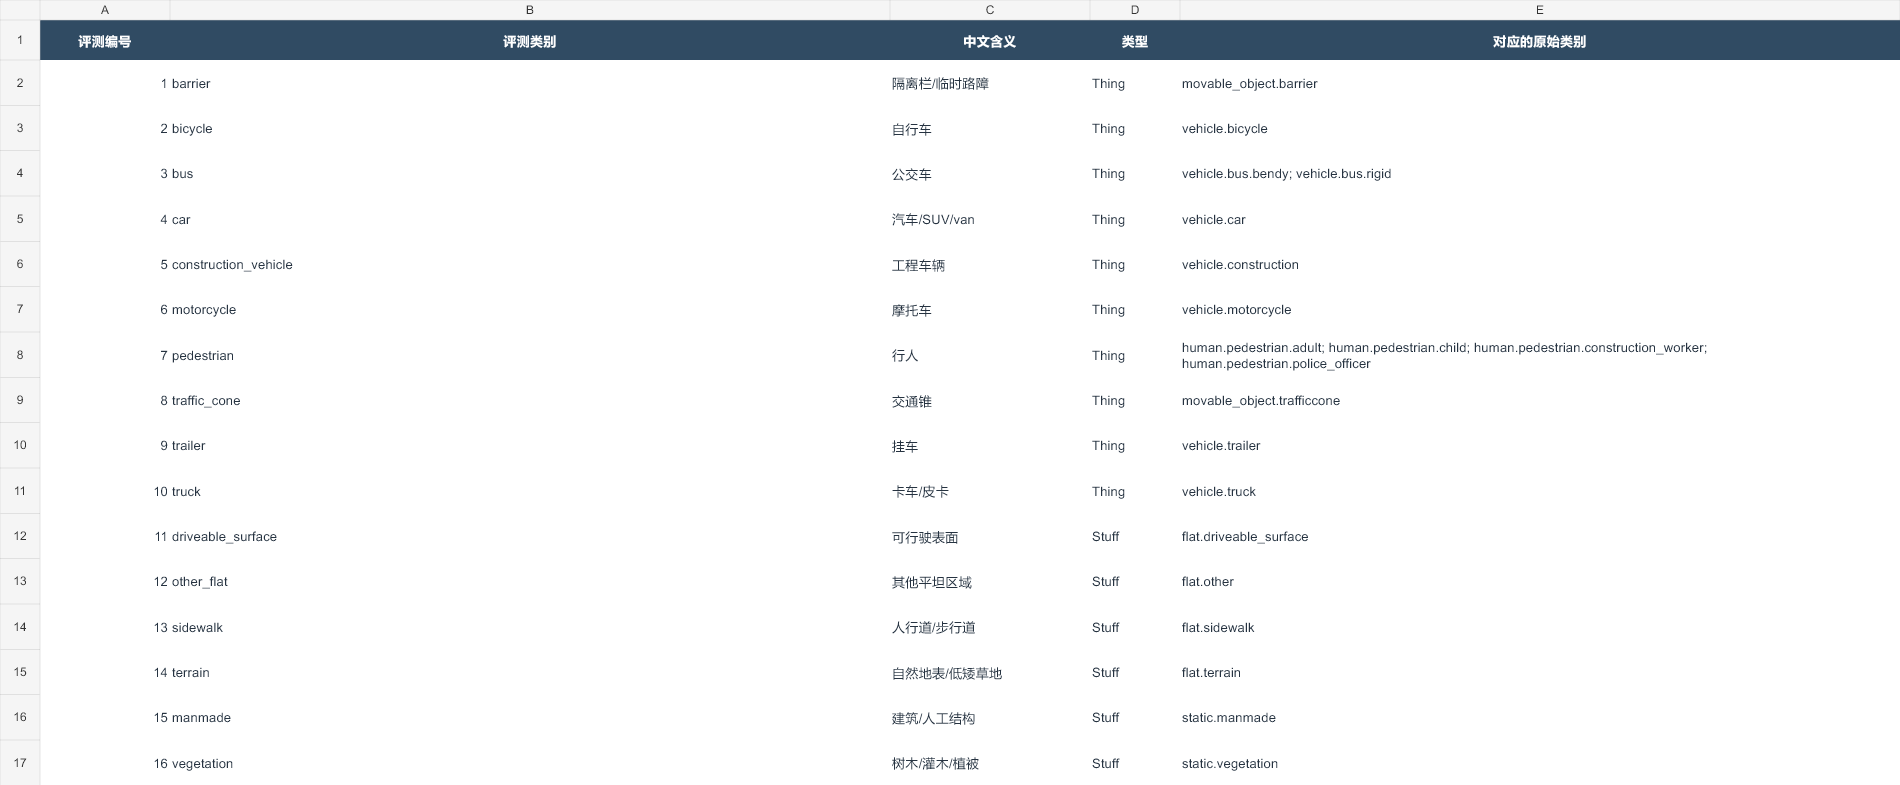 A B C D E
1 评测编号 评测类别 中文含义 类型 对应的原始类别
2 1 barrier 隔离栏/临时路障 Thing movable_object.barrier
3 2 bicycle 自行车 Thing vehicle.bicycle
4 3 bus 公交车 Thing vehicle.bus.bendy; vehicle.bus.rigid
5 4 car 汽车/SUV/van Thing vehicle.car
6 5 construction_vehicle 工程车辆 Thing vehicle.construction
7 6 motorcycle 摩托车 Thing vehicle.motorcycle
8 7 pedestrian 行人 Thing human.pedestrian.adult; human.pedestrian.child; human.pedestrian.construction_worker;
human.pedestrian.police_officer
9 8 traffic_cone 交通锥 Thing movable_object.trafficcone
10 9 trailer 挂车 Thing vehicle.trailer
11 10 truck 卡车/皮卡 Thing vehicle.truck
12 11 driveable_surface 可行驶表面 Stuff flat.driveable_surface
13 12 other_flat 其他平坦区域 Stuff flat.other
14 13 sidewalk 人行道/步行道 Stuff flat.sidewalk
15 14 terrain 自然地表/低矮草地 Stuff flat.terrain
16 15 manmade 建筑/人工结构 Stuff static.manmade
17 16 vegetation 树木/灌木/植被 Stuff static.vegetation